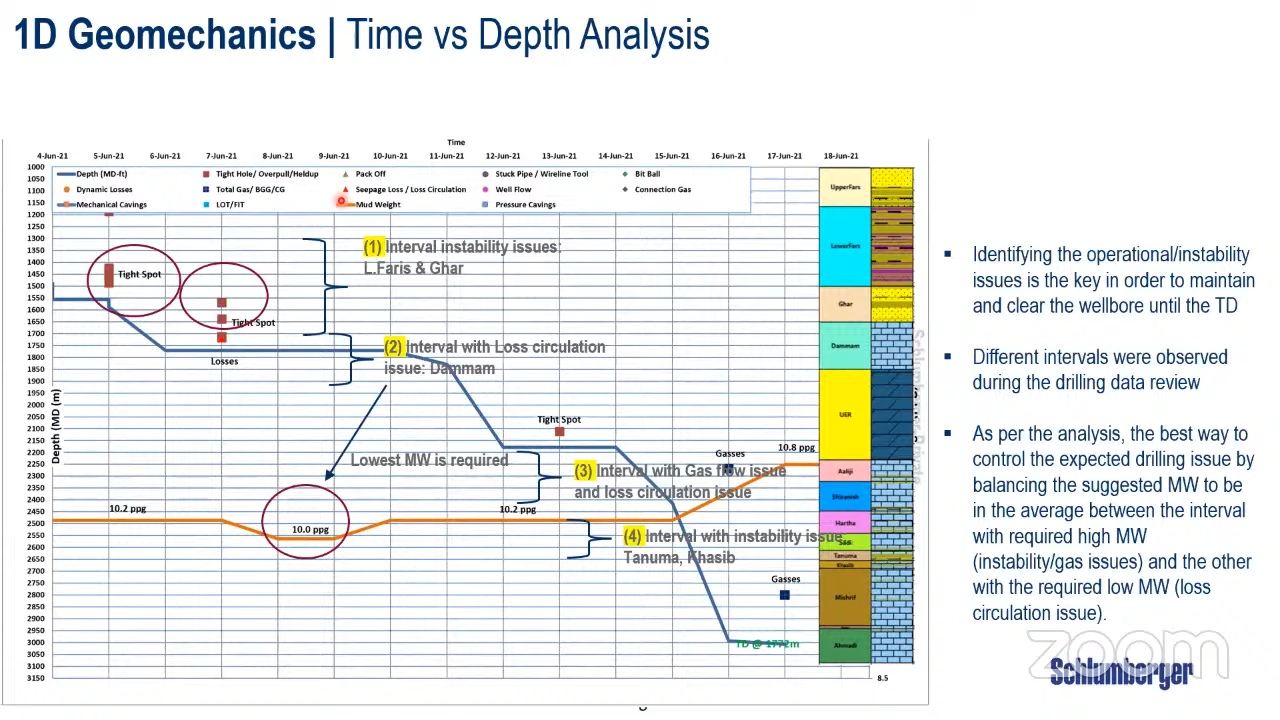 1D Geomechanics | Time vs Depth Analysis
Time
4-Jun-21 5-Jun-21 6-Jun-21 7-Jun-21 8-Jun-21 9-Jun-21 10-Jun-21 11-Jun-21 12-Jun-21 13-Jun-21 14-Jun-21 15-Jun-21 16-Jun-21 17-Jun-21 18-Jun-21
Depth (MD-ft) Tight Hole/ Overpull/Heldup Pack Off Stuck Pipe / Wireline Tool Bit Ball
Dynamic Losses Total Gas/ BGG/CG Seepage Loss / Loss Circulation Well Flow Connection Gas
Mechanical Cavings LOT/FIT Mud Weight Pressure Cavings
Depth (MD) (m)
1000
1050
1100
1150
1200
1250
1300
1350
1400
1450
1500
1550
1600
1650
1700
1750
1800
1850
1900
1950
2000
2050
2100
2150
2200
2250
2300
2350
2400
2450
2500
2550
2600
2650
2700
2750
2800
2850
2900
2950
3000
3050
3100
3150
8.5
Tight Spot
Tight Spot
Losses
(1) Interval instability issues:
L.Faris & Ghar
(2) Interval with Loss circulation
issue: Dammam
Lowest MW is required
Tight Spot
Gasses
10.8 ppg
(3) Interval with Gas flow issue
and loss circulation issue
10.2 ppg
10.0 ppg
10.2 ppg
(4) Interval with instability issue
Tanuma, Khasib
Gasses
TD @ 1772m
UpperFars
LowerFars
Ghar
Dammam
UER
Aaliji
Shiranish
Hartha
Sadi
Tanuma
Khasib
Mishrif
Ahmadi
▪ Identifying the operational/instability
issues is the key in order to maintain
and clear the wellbore until the TD
▪ Different intervals were observed
during the drilling data review
▪ As per the analysis, the best way to
control the expected drilling issue by
balancing the suggested MW to be
in the average between the interval
with required high MW
(instability/gas issues) and the other
with the required low MW (loss
circulation issue).
zoom
Schlumberger